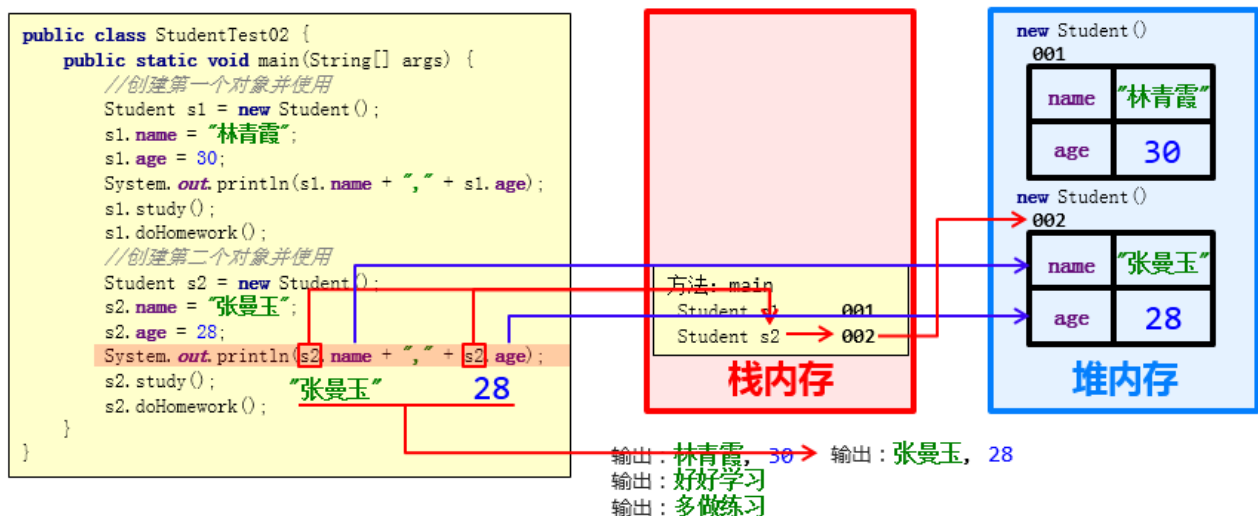 public class StudentTest02 {
public static void main(String[] args) {
//创建第一个对象并使用
Student s1 = new Student();
s1.name = "林青霞";
s1.age = 30;
System.out.println(s1.name + "," + s1.age);
s1.study();
s1.doHomework();
//创建第二个对象并使用
Student s2 = new Student();
s2.name = "张曼玉";
s2.age = 28;
System.out.println(s2.name + "," + s2.age);
s2.study();
"张曼玉" 28
s2.doHomework();
}
}
方法: main
Student s1 001
Student s2 002
栈内存
new Student()
001
name "林青霞"
age 30
new Student()
002
name "张曼玉"
age 28
堆内存
输出：林青霞, 30
输出：好好学习
输出：多做练习
输出：张曼玉, 28